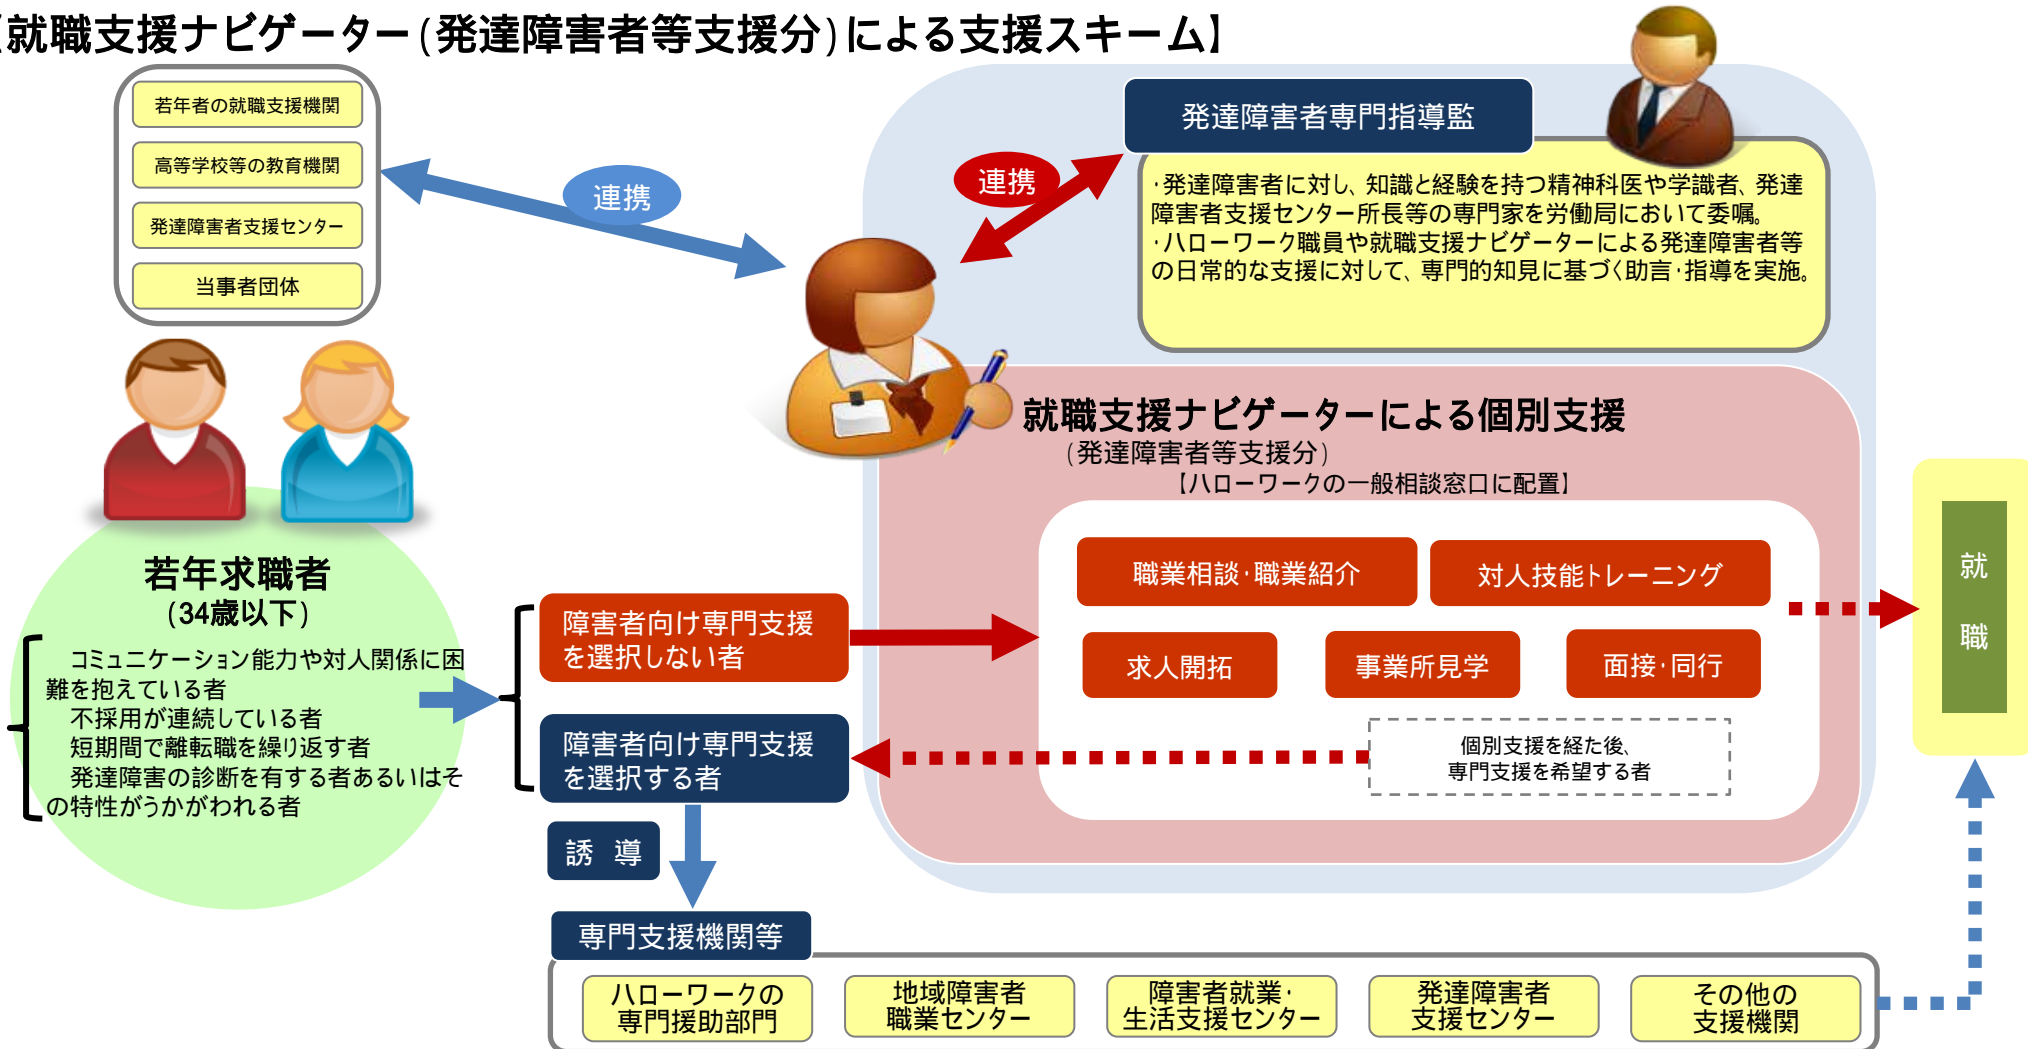 【就職支援ナビゲーター(発達障害者等支援分)による支援スキーム】
若年者の就職支援機関
高等学校等の教育機関
発達障害者支援センター
当事者団体
連携
連携
発達障害者専門指導監
・発達障害者に対し、知識と経験を持つ精神科医や学識者、発達
障害者支援センター所長等の専門家を労働局において委嘱。
・ハローワーク職員や就職支援ナビゲーターによる発達障害者等
の日常的な支援に対して、専門的知見に基づく助言・指導を実施。
就職支援ナビゲーターによる個別支援
(発達障害者等支援分)
【ハローワークの一般相談窓口に配置】
職業相談・職業紹介
対人技能トレーニング
求人開拓
事業所見学
面接・同行
個別支援を経た後、
専門支援を希望する者
就
職
若年求職者
(34歳以下)
コミュニケーション能力や対人関係に困
難を抱えている者
不採用が連続している者
短期間で離転職を繰り返す者
発達障害の診断を有する者あるいはそ
の特性がうかがわれる者
障害者向け専門支援
を選択しない者
障害者向け専門支援
を選択する者
誘 導
専門支援機関等
ハローワークの
専門援助部門
地域障害者
職業センター
障害者就業・
生活支援センター
発達障害者
支援センター
その他の
支援機関